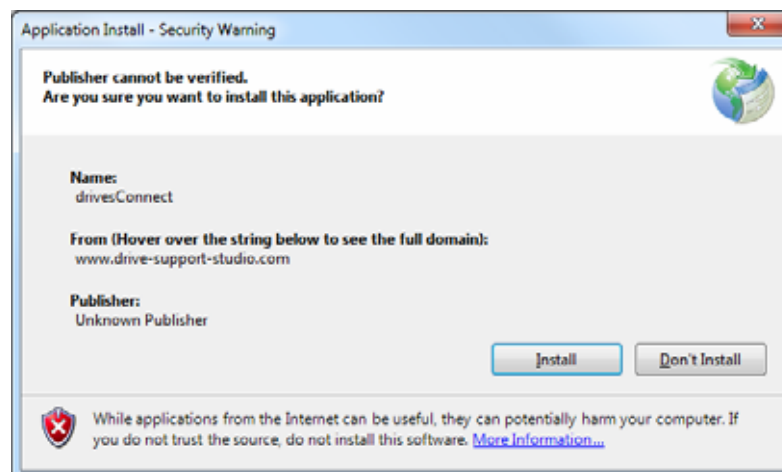 Application Install - Security Warning
Publisher cannot be verified.
Are you sure you want to install this application?
Name:
drivesConnect
From (Hover over the string below to see the full domain):
www.drive-support-studio.com
Publisher:
Unknown Publisher
Install
Don't Install
While applications from the Internet can be useful, they can potentially harm your computer. If
you do not trust the source, do not install this software. More Information...